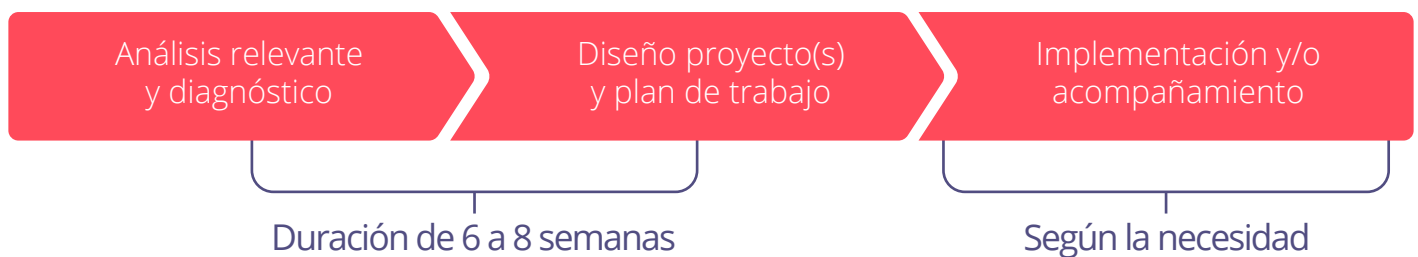 Análisis relevante
y diagnóstico
Diseño proyecto(s)
y plan de trabajo
Implementación y/o
acompañamiento
Duración de 6 a 8 semanas
Según la necesidad